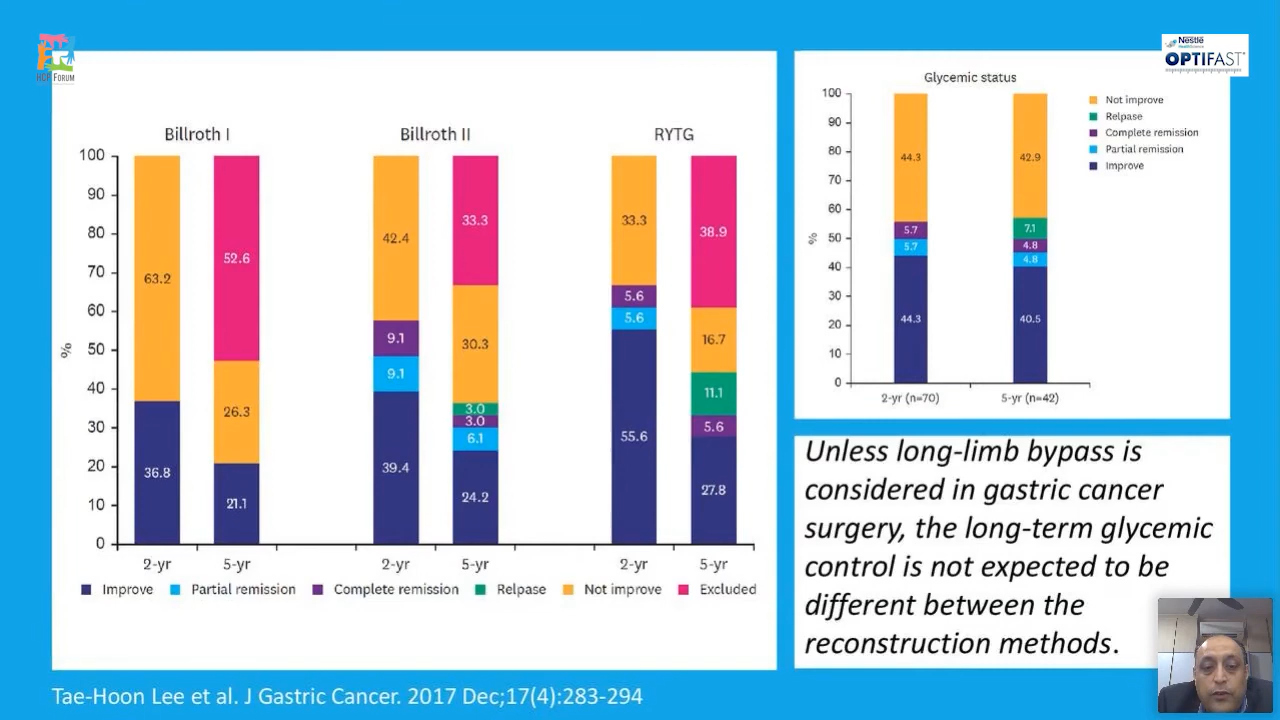 HCP FORUM
Nestlé
HealthScience
OPTIFAST
Billroth I
Billroth II
RYTG
%
100
90
80
70
60
50
40
30
20
10
0
63.2
36.8
52.6
26.3
21.1
42.4
9.1
9.1
39.4
33.3
30.3
3.0
3.0
6.1
24.2
33.3
5.6
5.6
55.6
38.9
16.7
11.1
5.6
27.8
2-yr 5-yr 2-yr 5-yr 2-yr 5-yr
Improve Partial remission Complete remission Relpase Not improve Excluded
Glycemic status
%
100
90
80
70
60
50
40
30
20
10
0
44.3
5.7
5.7
44.3
42.9
7.1
4.8
4.8
40.5
2-yr (n=70) 5-yr (n=42)
Not improve
Relpase
Complete remission
Partial remission
Improve
Unless long-limb bypass is
considered in gastric cancer
surgery, the long-term glycemic
control is not expected to be
different between the
reconstruction methods.
Tae-Hoon Lee et al. J Gastric Cancer. 2017 Dec;17(4):283-294